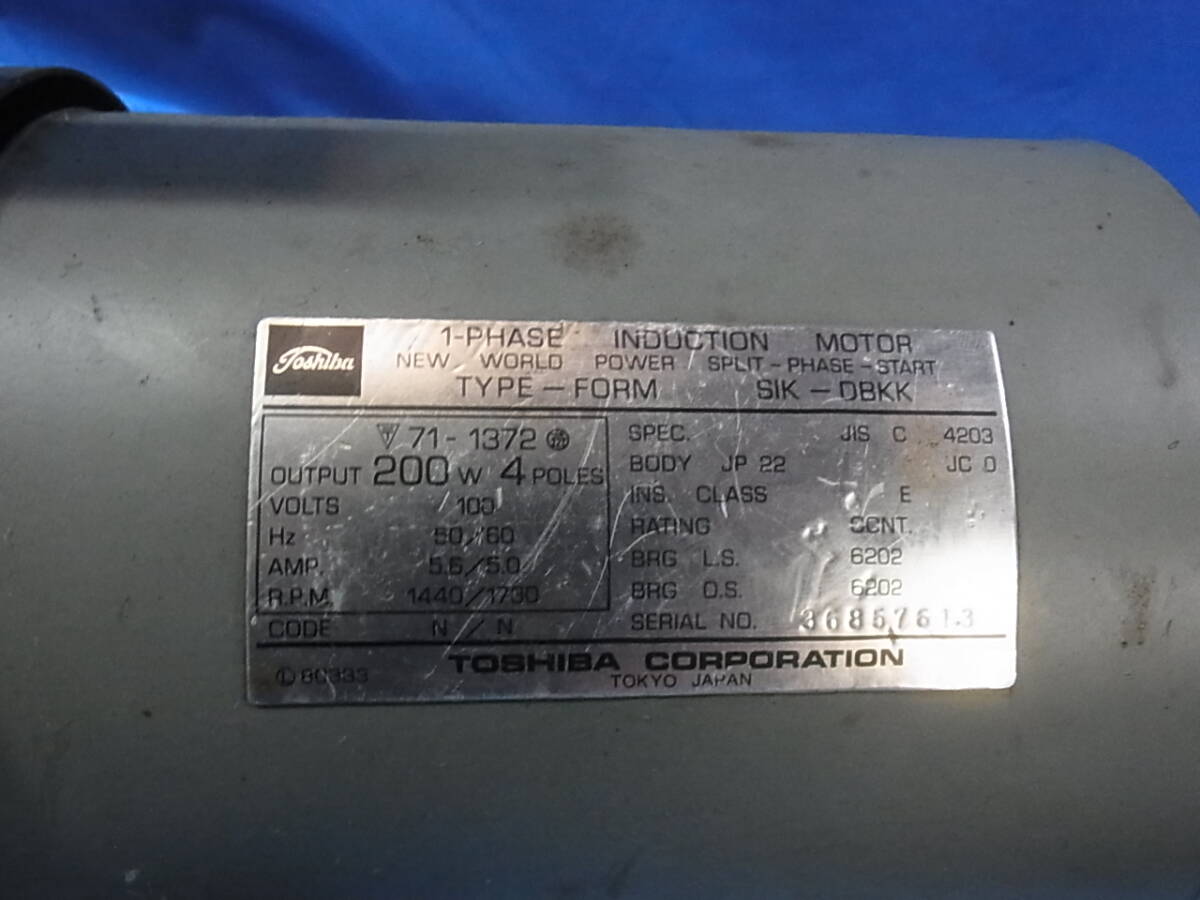 Toshiba
1-PHASE INDUCTION MOTOR
NEW WORLD POWER SPLIT-PHASE-START
TYPE-FORM SIK-DBKK
71-1372
OUTPUT 200 W 4 POLES
VOLTS 100
Hz 50/60
AMP. 5.6/5.0
R.P.M. 1440/1730
CODE N/N
SPEC. JIS C 4203
BODY JP 22 JC 0
INS. CLASS E
RATING CONT.
BRG L.S. 6202
BRG O.S. 6202
SERIAL NO. 36857613
TOSHIBA CORPORATION
TOKYO JAPAN
80333